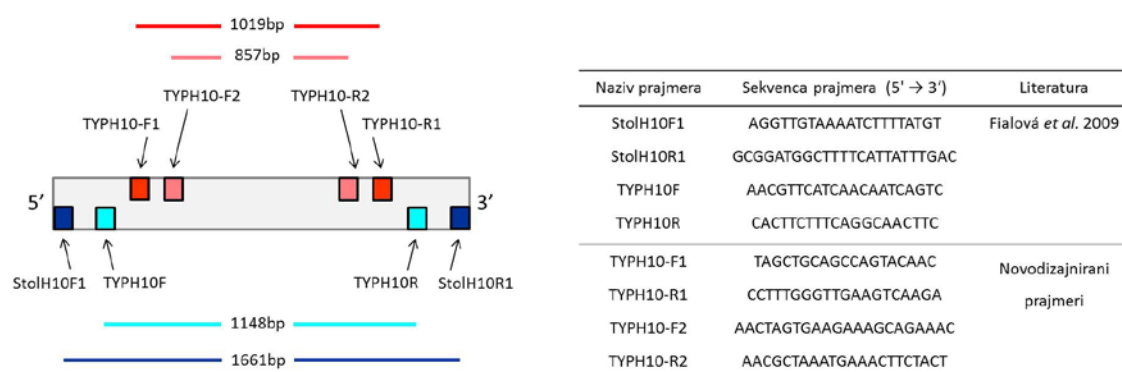 1019bp
857bp
TYPH10-F2
TYPH10-R2
TYPH10-F1
TYPH10-R1
5'
3'
StolH10F1
TYPH10F
TYPH10R
StolH10R1
1148bp
1661bp
Naziv prajmera Sekvenca prajmera (5' → 3') Literatura
StolH10F1 AGGTTGTAAAATCTTTTATGT Fialová et al. 2009
StolH10R1 GCGGATGGCTTTTCATTATTTGAC
TYPH10F AACGTTCATCAACAATCAGTC
TYPH10R CACTTCTTTCAGGCAACTTC
TYPH10-F1 TAGCTGCAGCCAGTACAAC Novodizajnirani
TYPH10-R1 CCTTTGGGTTGAAGTCAAGA prajmeri
TYPH10-F2 AACTAGTGAAGAAAGCAGAAAC
TYPH10-R2 AACGCTAAATGAAACTTCTACT